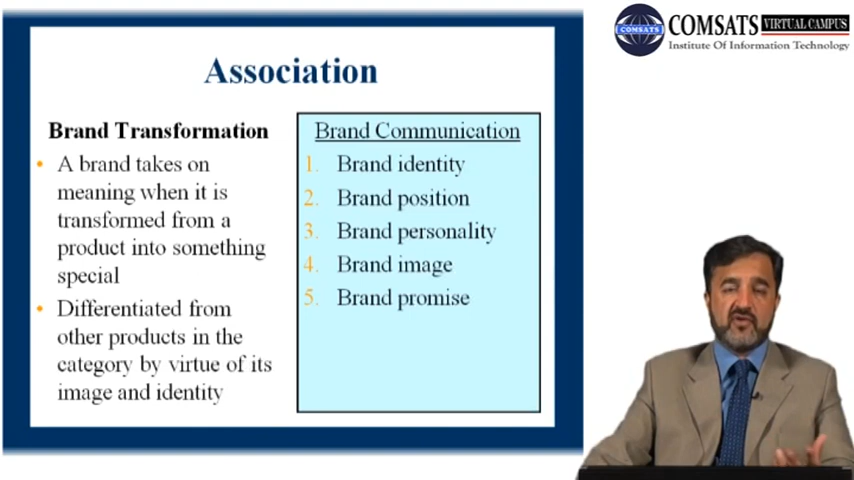 COMSATS VIRTUAL CAMPUS
COMSATS
Institute Of Information Technology
Association
Brand Transformation
• A brand takes on
meaning when it is
transformed from a
product into something
special
• Differentiated from
other products in the
category by virtue of its
image and identity
Brand Communication
1. Brand identity
2. Brand position
3. Brand personality
4. Brand image
5. Brand promise